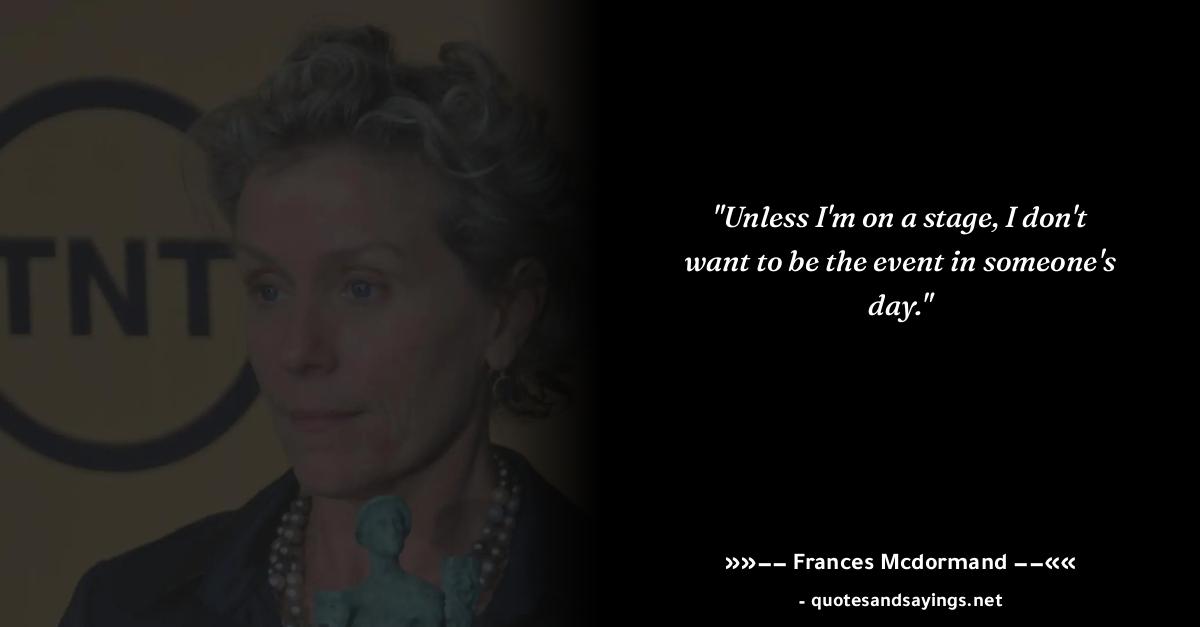 TNT
"Unless I'm on a stage, I don't
want to be the event in someone's
day."
»»−− Frances Mcdormand −−««
- quotesandsayings.net